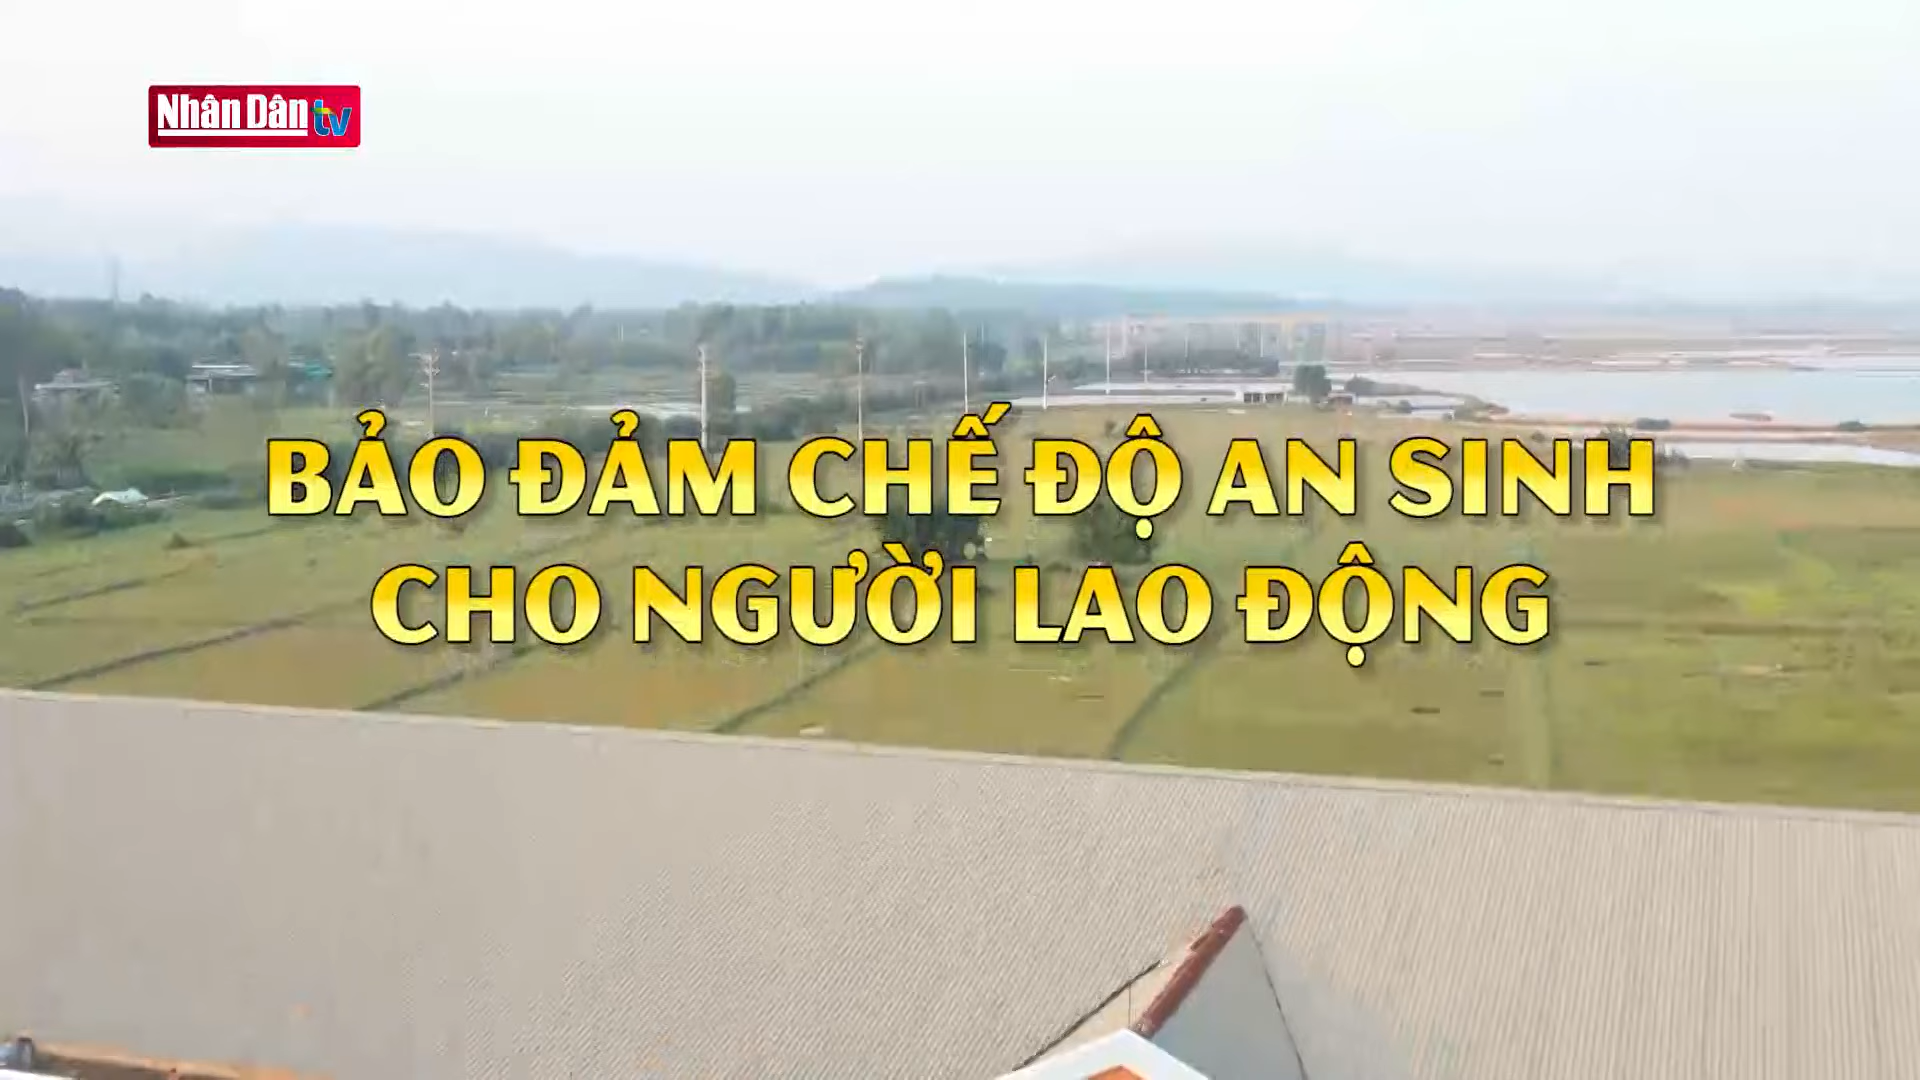 Nhân Dân tv
BẢO ĐẢM CHẾ ĐỘ AN SINH
CHO NGƯỜI LAO ĐỘNG